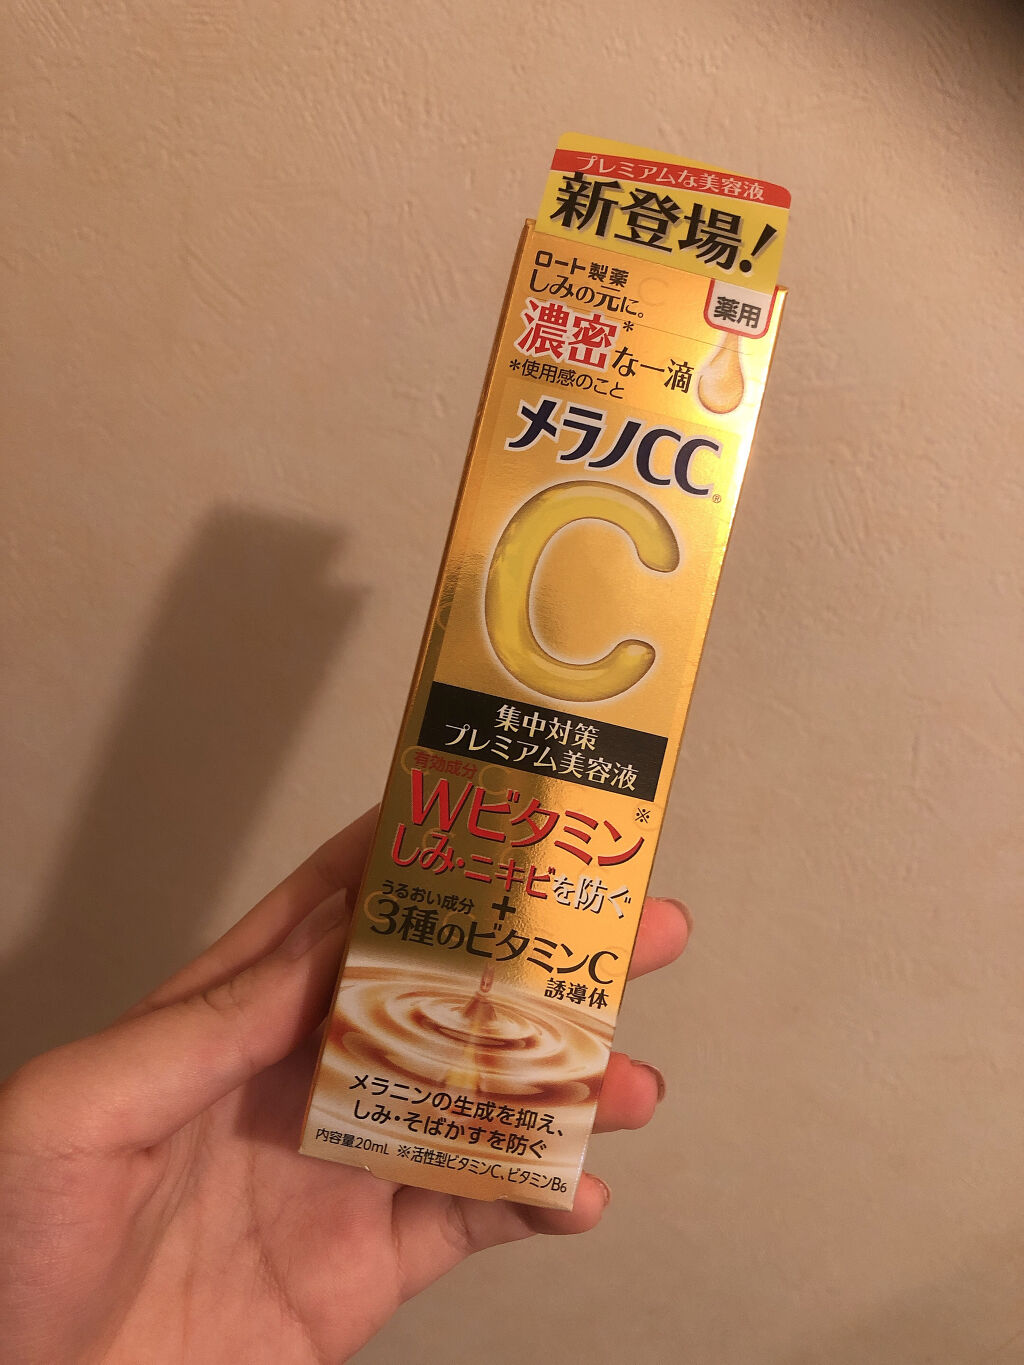 プレミアムな美容液
新登場!
ロート製薬
しみの元に。
薬用
濃密*な一滴
*使用感のこと
メラノCC®
C
集中対策
プレミアム美容液
有効成分
Wビタミン※
しみ・ニキビを防ぐ
+
うるおい成分
3種のビタミンC
誘導体
メラニンの生成を抑え、
しみ・そばかすを防ぐ
内容量20mL ※活性型ビタミンC、ビタミンB6